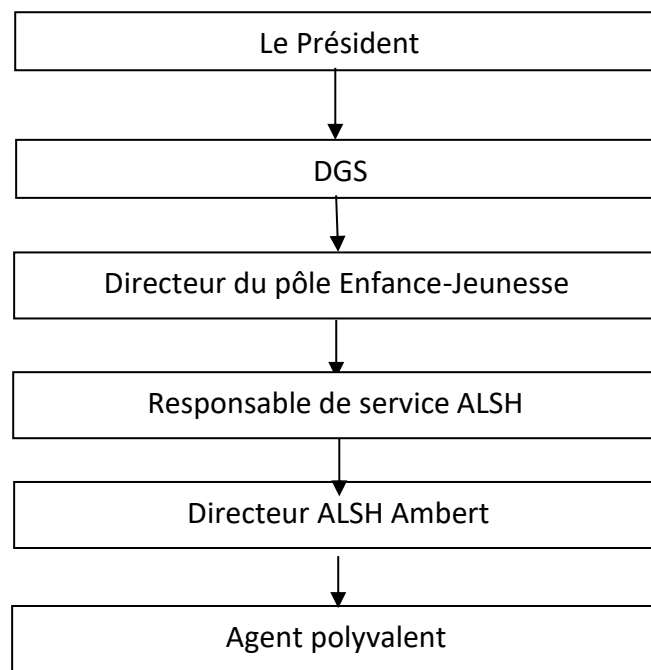 Le Président
DGS
Directeur du pôle Enfance-Jeunesse
Responsable de service ALSH
Directeur ALSH Ambert
Agent polyvalent